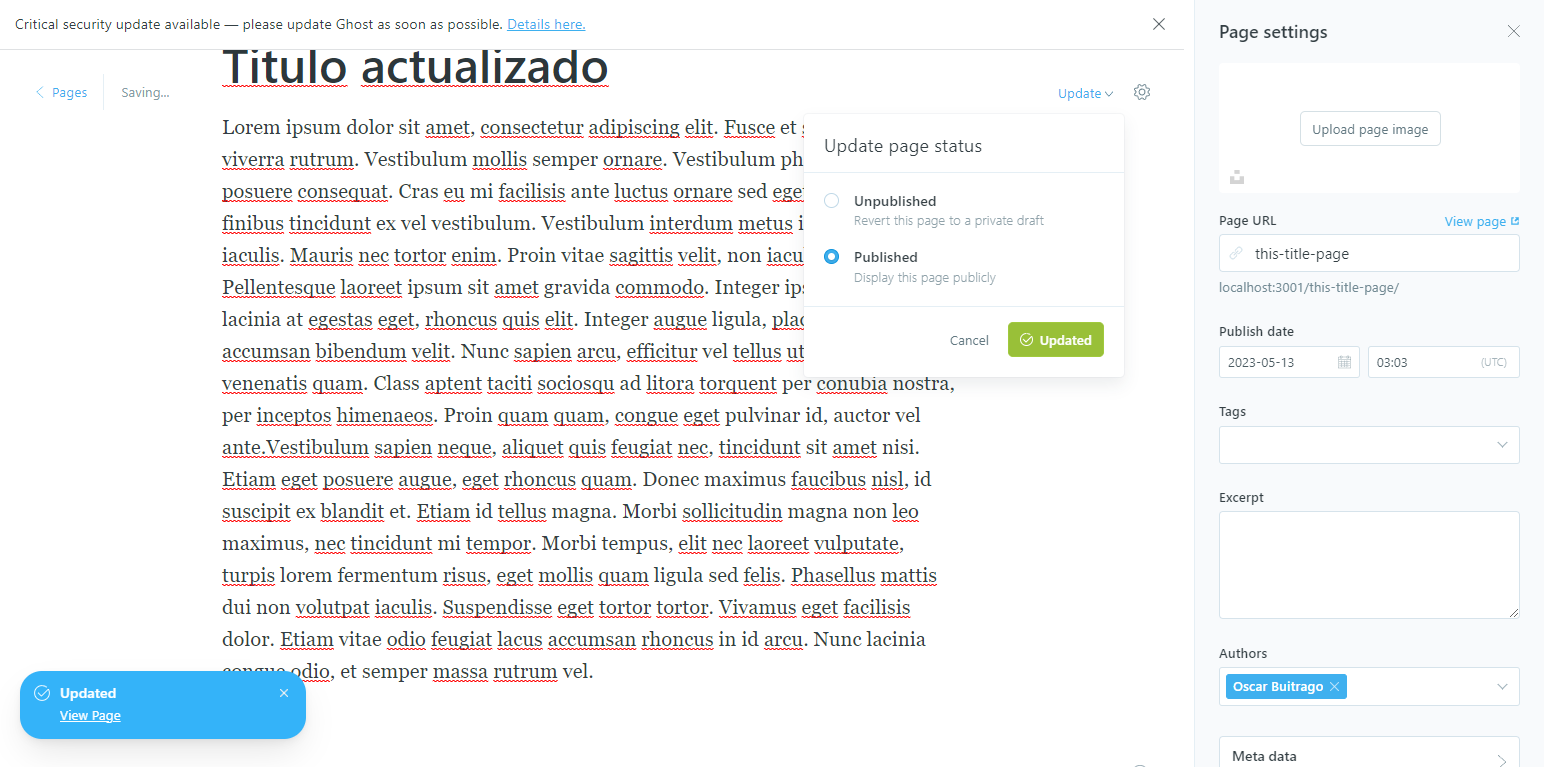 Critical security update available — please update Ghost as soon as possible. Details here.
Titulo actualizado
Pages
Saving...
Update
Lorem ipsum dolor sit amet, consectetur adipiscing elit. Fusce et
viverra rutrum. Vestibulum mollis semper ornare. Vestibulum ph
posuere consequat. Cras eu mi facilisis ante luctus ornare sed ege
finibus tincidunt ex vel vestibulum. Vestibulum interdum metus i
iaculis. Mauris nec tortor enim. Proin vitae sagittis velit, non iacu
Pellentesque laoreet ipsum sit amet gravida commodo. Integer ip
lacinia at egestas eget, rhoncus quis elit. Integer augue ligula, plac
accumsan bibendum velit. Nunc sapien arcu, efficitur vel tellus ut
venenatis quam. Class aptent taciti sociosqu ad litora torquent per conubia nostra,
per inceptos himenaeos. Proin quam quam, congue eget pulvinar id, auctor vel
ante.Vestibulum sapien neque, aliquet quis feugiat nec, tincidunt sit amet nisi.
Etiam eget posuere augue, eget rhoncus quam. Donec maximus faucibus nisl, id
suscipit ex blandit et. Etiam id tellus magna. Morbi sollicitudin magna non leo
maximus, nec tincidunt mi tempor. Morbi tempus, elit nec laoreet vulputate,
turpis lorem fermentum risus, eget mollis quam ligula sed felis. Phasellus mattis
dui non volutpat iaculis. Suspendisse eget tortor tortor. Vivamus eget facilisis
dolor. Etiam vitae odio feugiat lacus accumsan rhoncus in id arcu. Nunc lacinia
congue odio, et semper massa rutrum vel.
Update page status
Unpublished
Revert this page to a private draft
Published
Display this page publicly
Cancel
Updated
Updated
View Page
Page settings
Upload page image
Page URL
View page
this-title-page
localhost:3001/this-title-page/
Publish date
2023-05-13
03:03
(UTC)
Tags
Excerpt
Authors
Oscar Buitrago
Meta data